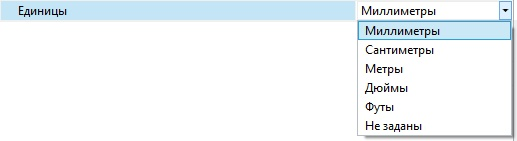 Единицы Миллиметры
Миллиметры
Сантиметры
Метры
Дюймы
Футы
Не заданы